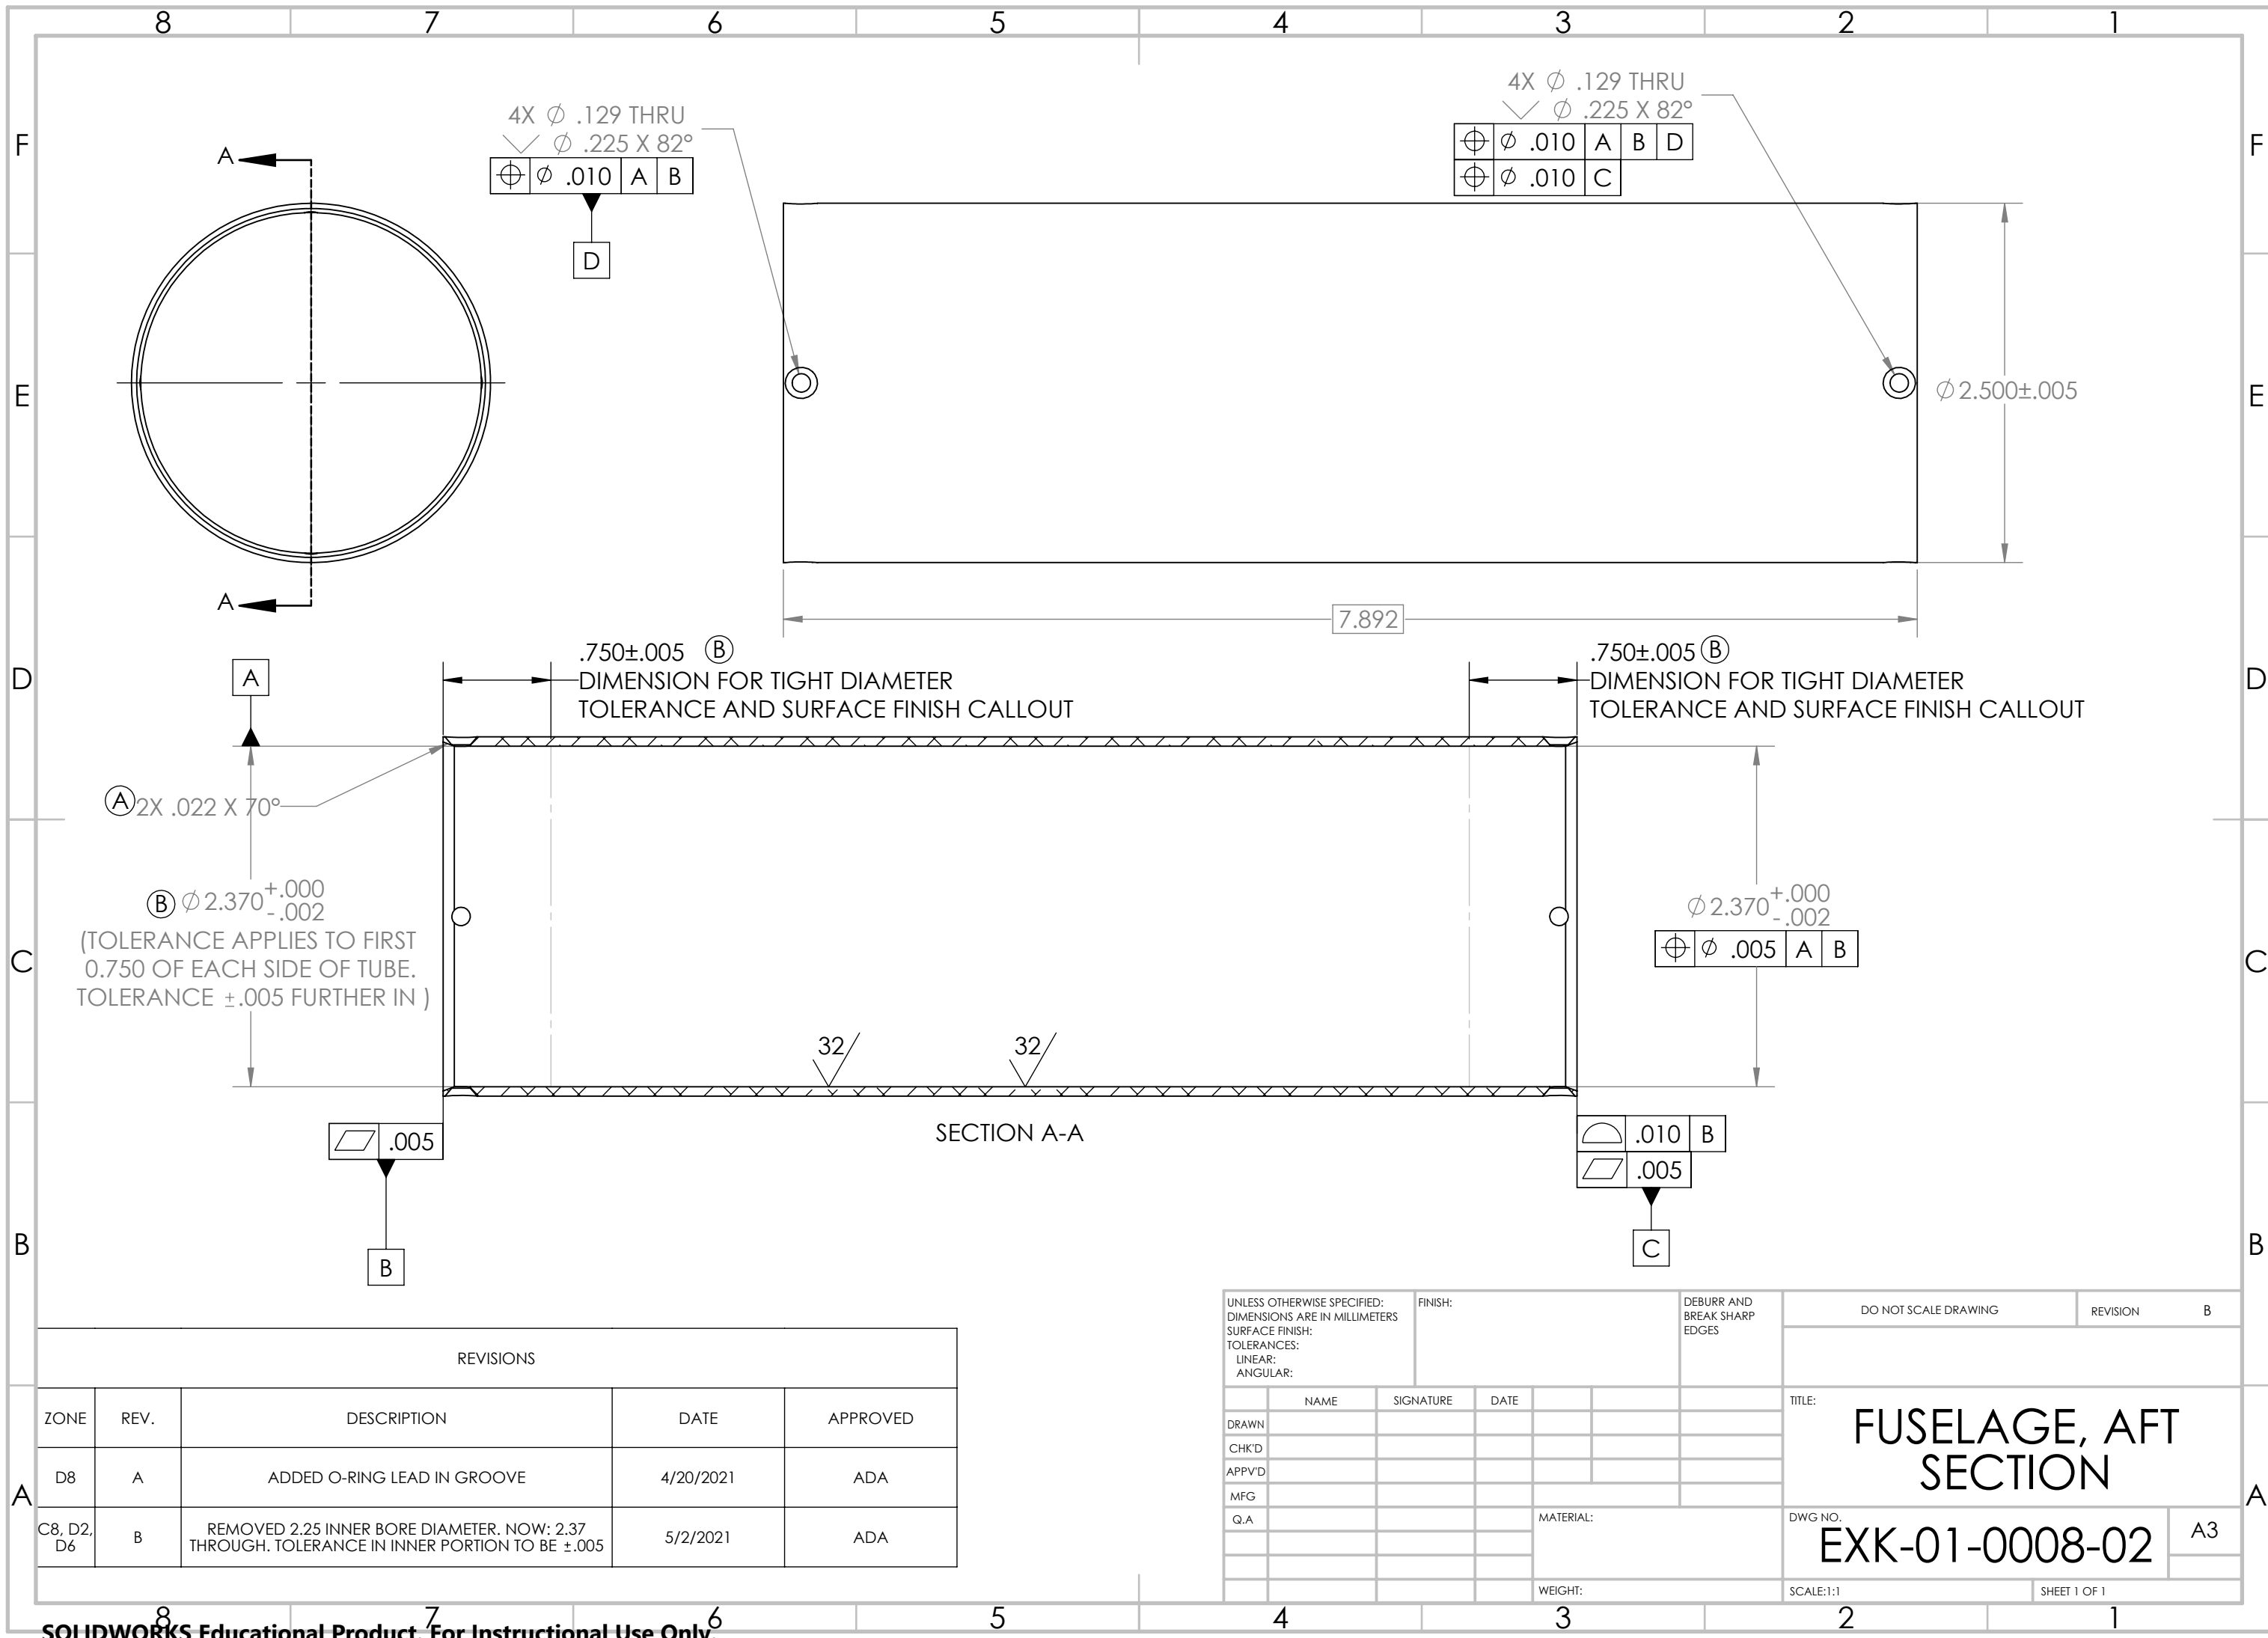 8 7 6 5 4 3 2 1
F
E
D
C
B
A
F
E
D
C
B
A
A
A
4X ⌀ .129 THRU
⌵ ⌀ .225 X 82°
⌖ ⌀ .010 A B
D
4X ⌀ .129 THRU
⌵ ⌀ .225 X 82°
⌖ ⌀ .010 A B D
⌖ ⌀ .010 C
⌀2.500±.005
7.892
A
.750±.005 Ⓑ
DIMENSION FOR TIGHT DIAMETER
TOLERANCE AND SURFACE FINISH CALLOUT
.750±.005 Ⓑ
DIMENSION FOR TIGHT DIAMETER
TOLERANCE AND SURFACE FINISH CALLOUT
Ⓐ 2X .022 X 70°
Ⓑ ⌀2.370 +.000
-.002
(TOLERANCE APPLIES TO FIRST
0.750 OF EACH SIDE OF TUBE.
TOLERANCE ±.005 FURTHER IN )
⌀2.370 +.000
-.002
⌖ ⌀ .005 A B
32 32
SECTION A-A
⏥ .005
B
⌓ .010 B
⏥ .005
C
REVISIONS
ZONE REV. DESCRIPTION DATE APPROVED
D8 A ADDED O-RING LEAD IN GROOVE 4/20/2021 ADA
C8, D2,
D6
B
REMOVED 2.25 INNER BORE DIAMETER. NOW: 2.37
THROUGH. TOLERANCE IN INNER PORTION TO BE ±.005
5/2/2021 ADA
UNLESS OTHERWISE SPECIFIED:
DIMENSIONS ARE IN MILLIMETERS
SURFACE FINISH:
TOLERANCES:
LINEAR:
ANGULAR:
FINISH:
DEBURR AND
BREAK SHARP
EDGES
DO NOT SCALE DRAWING
REVISION B
NAME SIGNATURE DATE
DRAWN
CHK'D
APPV'D
MFG
Q.A
MATERIAL:
WEIGHT:
TITLE:
FUSELAGE, AFT
SECTION
DWG NO.
EXK-01-0008-02
A3
SCALE:1:1
SHEET 1 OF 1
8 7 6 5 4 3 2 1
SOLIDWORKS Educational Product. For Instructional Use Only.